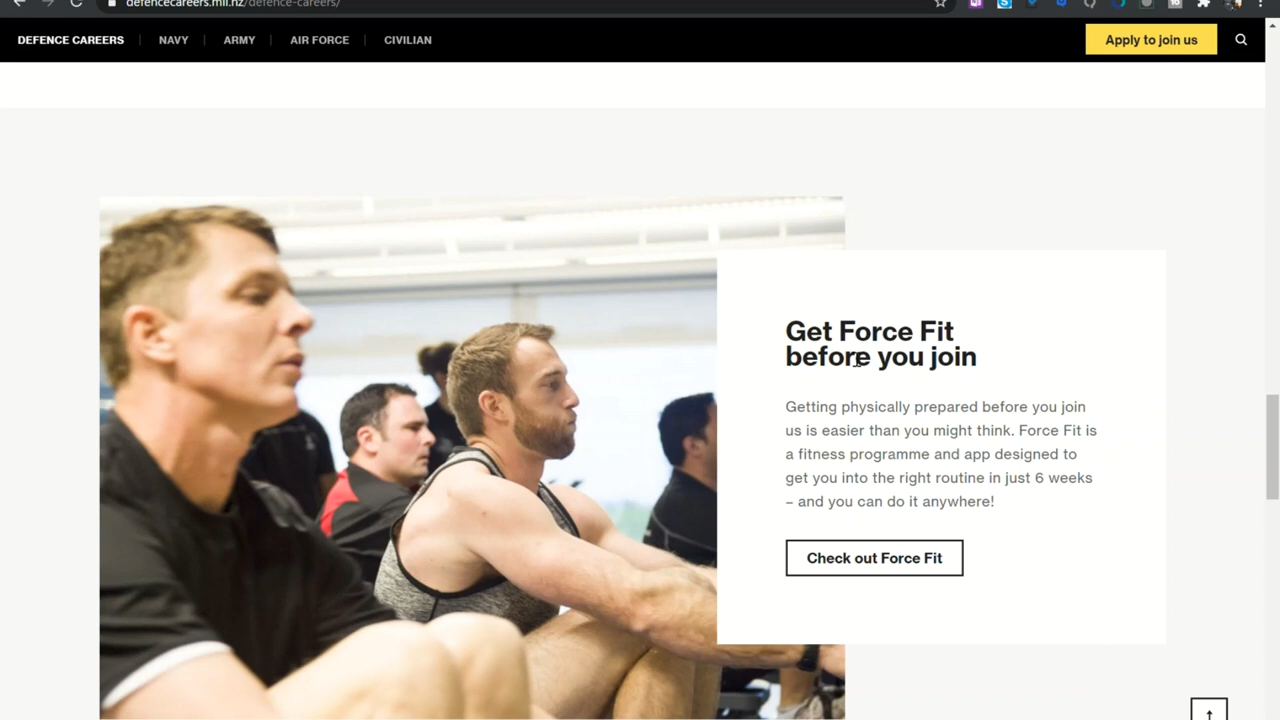 defencecareers.mil.nz/defence-careers/
DEFENCE CAREERS NAVY ARMY AIR FORCE CIVILIAN Apply to join us
Get Force Fit
before you join
Getting physically prepared before you join
us is easier than you might think. Force Fit is
a fitness programme and app designed to
get you into the right routine in just 6 weeks
– and you can do it anywhere!
Check out Force Fit